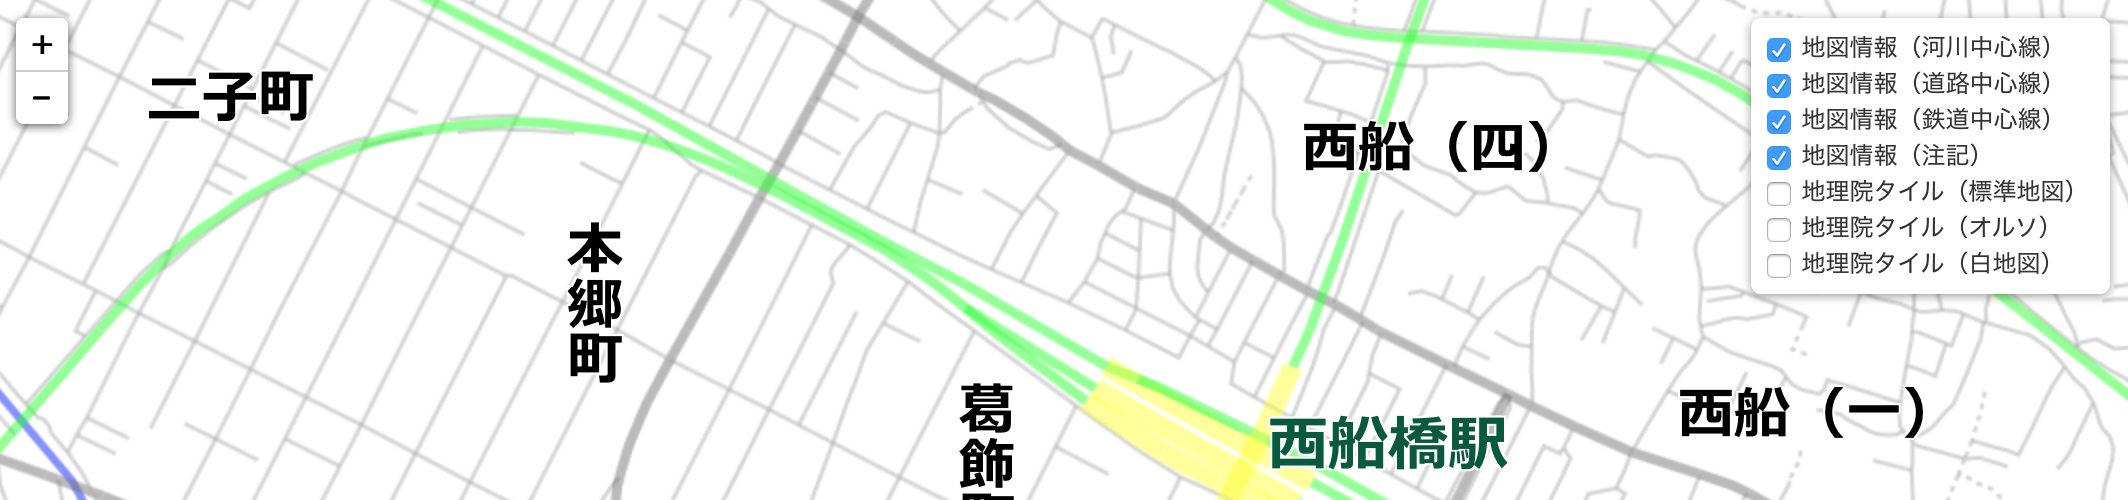 +
−
二子町
本郷町
葛飾
西船（四）
西船橋駅
西船（一）
地図情報（河川中心線）
地図情報（道路中心線）
地図情報（鉄道中心線）
地図情報（注記）
地理院タイル（標準地図）
地理院タイル（オルソ）
地理院タイル（白地図）